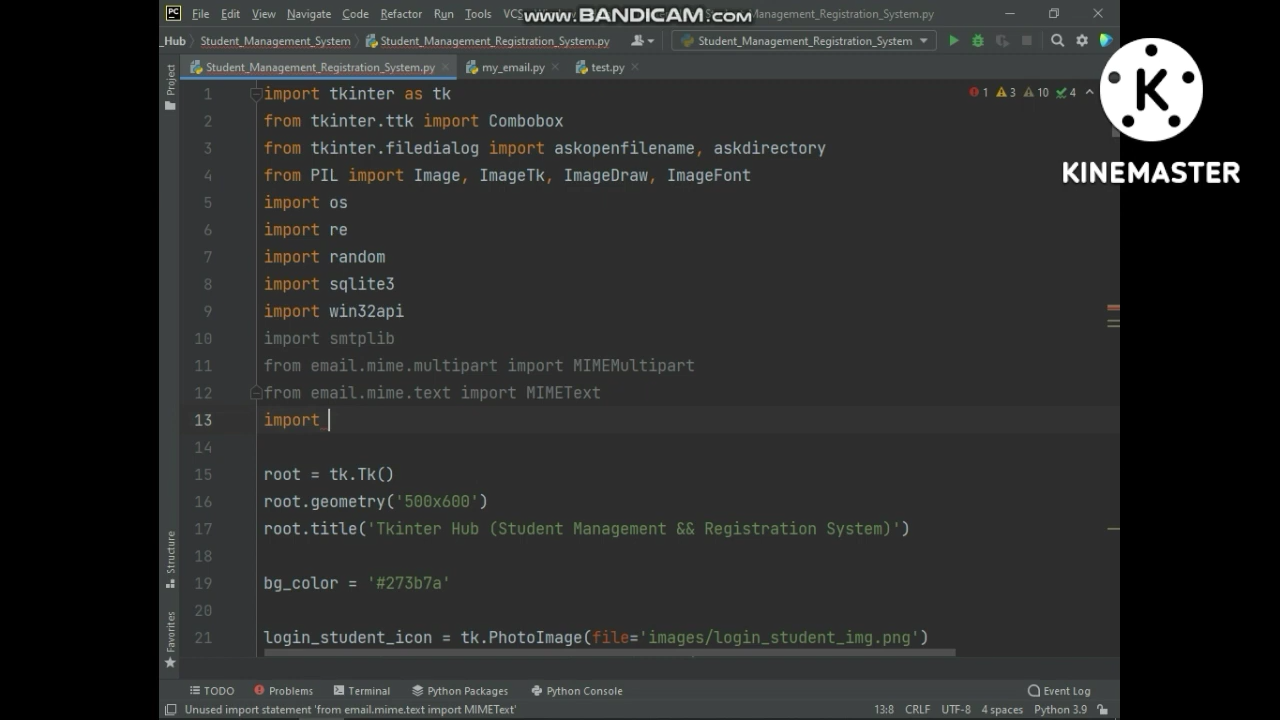 PC File Edit View Navigate Code Refactor Run Tools VCS www.BANDICAM.com Management_Registration_System.py
_Hub Student_Management_System Student_Management_Registration_System.py Student_Management_Registration_System
Student_Management_Registration_System.py my_email.py test.py
Project
1 import tkinter as tk
1 3 10 4
2 from tkinter.ttk import Combobox
3 from tkinter.filedialog import askopenfilename, askdirectory
4 from PIL import Image, ImageTk, ImageDraw, ImageFont
5 import os
6 import re
7 import random
8 import sqlite3
9 import win32api
10 import smtplib
11 from email.mime.multipart import MIMEMultipart
12 from email.mime.text import MIMEText
13 import
14
15 root = tk.Tk()
16 root.geometry('500x600')
17 root.title('Tkinter Hub (Student Management && Registration System)')
18
19 bg_color = '#273b7a'
20
21 login_student_icon = tk.PhotoImage(file='images/login_student_img.png')
Structure
Favorites
TODO Problems Terminal Python Packages Python Console Event Log
Unused import statement 'from email.mime.text import MIMEText' 13:8 CRLF UTF-8 4 spaces Python 3.9
K
KINEMASTER